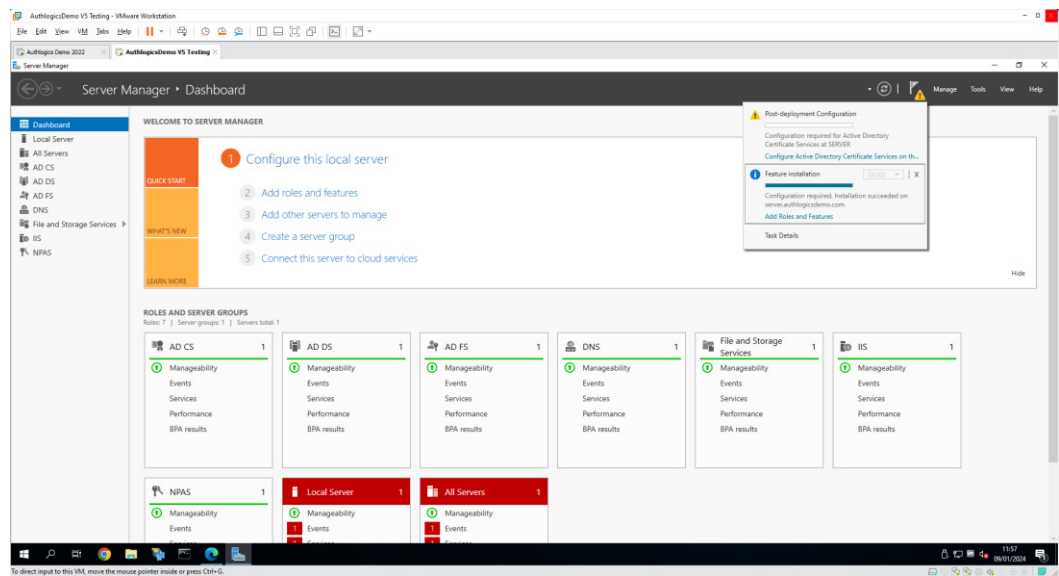 AuthlogicsDemo V5 Testing - VMware Workstation
File Edit View VM Tabs Help
Authlogics Demo 2022
AuthlogicsDemo V5 Testing
Server Manager
Server Manager • Dashboard
Manage Tools View Help
Dashboard
Local Server
All Servers
AD CS
AD DS
AD FS
DNS
File and Storage Services
IIS
NPAS
WELCOME TO SERVER MANAGER
QUICK START
WHAT'S NEW
LEARN MORE
1 Configure this local server
2 Add roles and features
3 Add other servers to manage
4 Create a server group
5 Connect this server to cloud services
Hide
Post-deployment Configuration
Configuration required for Active Directory
Certificate Services at SERVER
Configure Active Directory Certificate Services on th...
Feature installation
TASKS
X
Configuration required. Installation succeeded on
server.authlogicsdemo.com.
Add Roles and Features
Task Details
ROLES AND SERVER GROUPS
Roles: 7 | Server groups: 1 | Servers total: 1
AD CS 1
Manageability
Events
Services
Performance
BPA results
AD DS 1
Manageability
Events
Services
Performance
BPA results
AD FS 1
Manageability
Events
Services
Performance
BPA results
DNS 1
Manageability
Events
Services
Performance
BPA results
File and Storage
Services 1
Manageability
Events
Services
Performance
BPA results
IIS 1
Manageability
Events
Services
Performance
BPA results
NPAS 1
Manageability
Events
Local Server 1
Manageability
1 Events
All Servers 1
Manageability
1 Events
11:57
09/01/2024
To direct input to this VM, move the mouse pointer inside or press Ctrl+G.